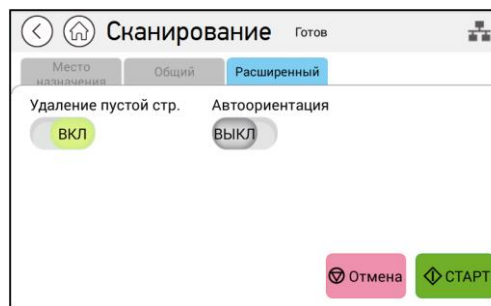 Сканирование Готов
Место
назначения
Общий
Расширенный
Удаление пустой стр. Автоориентация
ВКЛ ВЫКЛ
Отмена СТАРТ